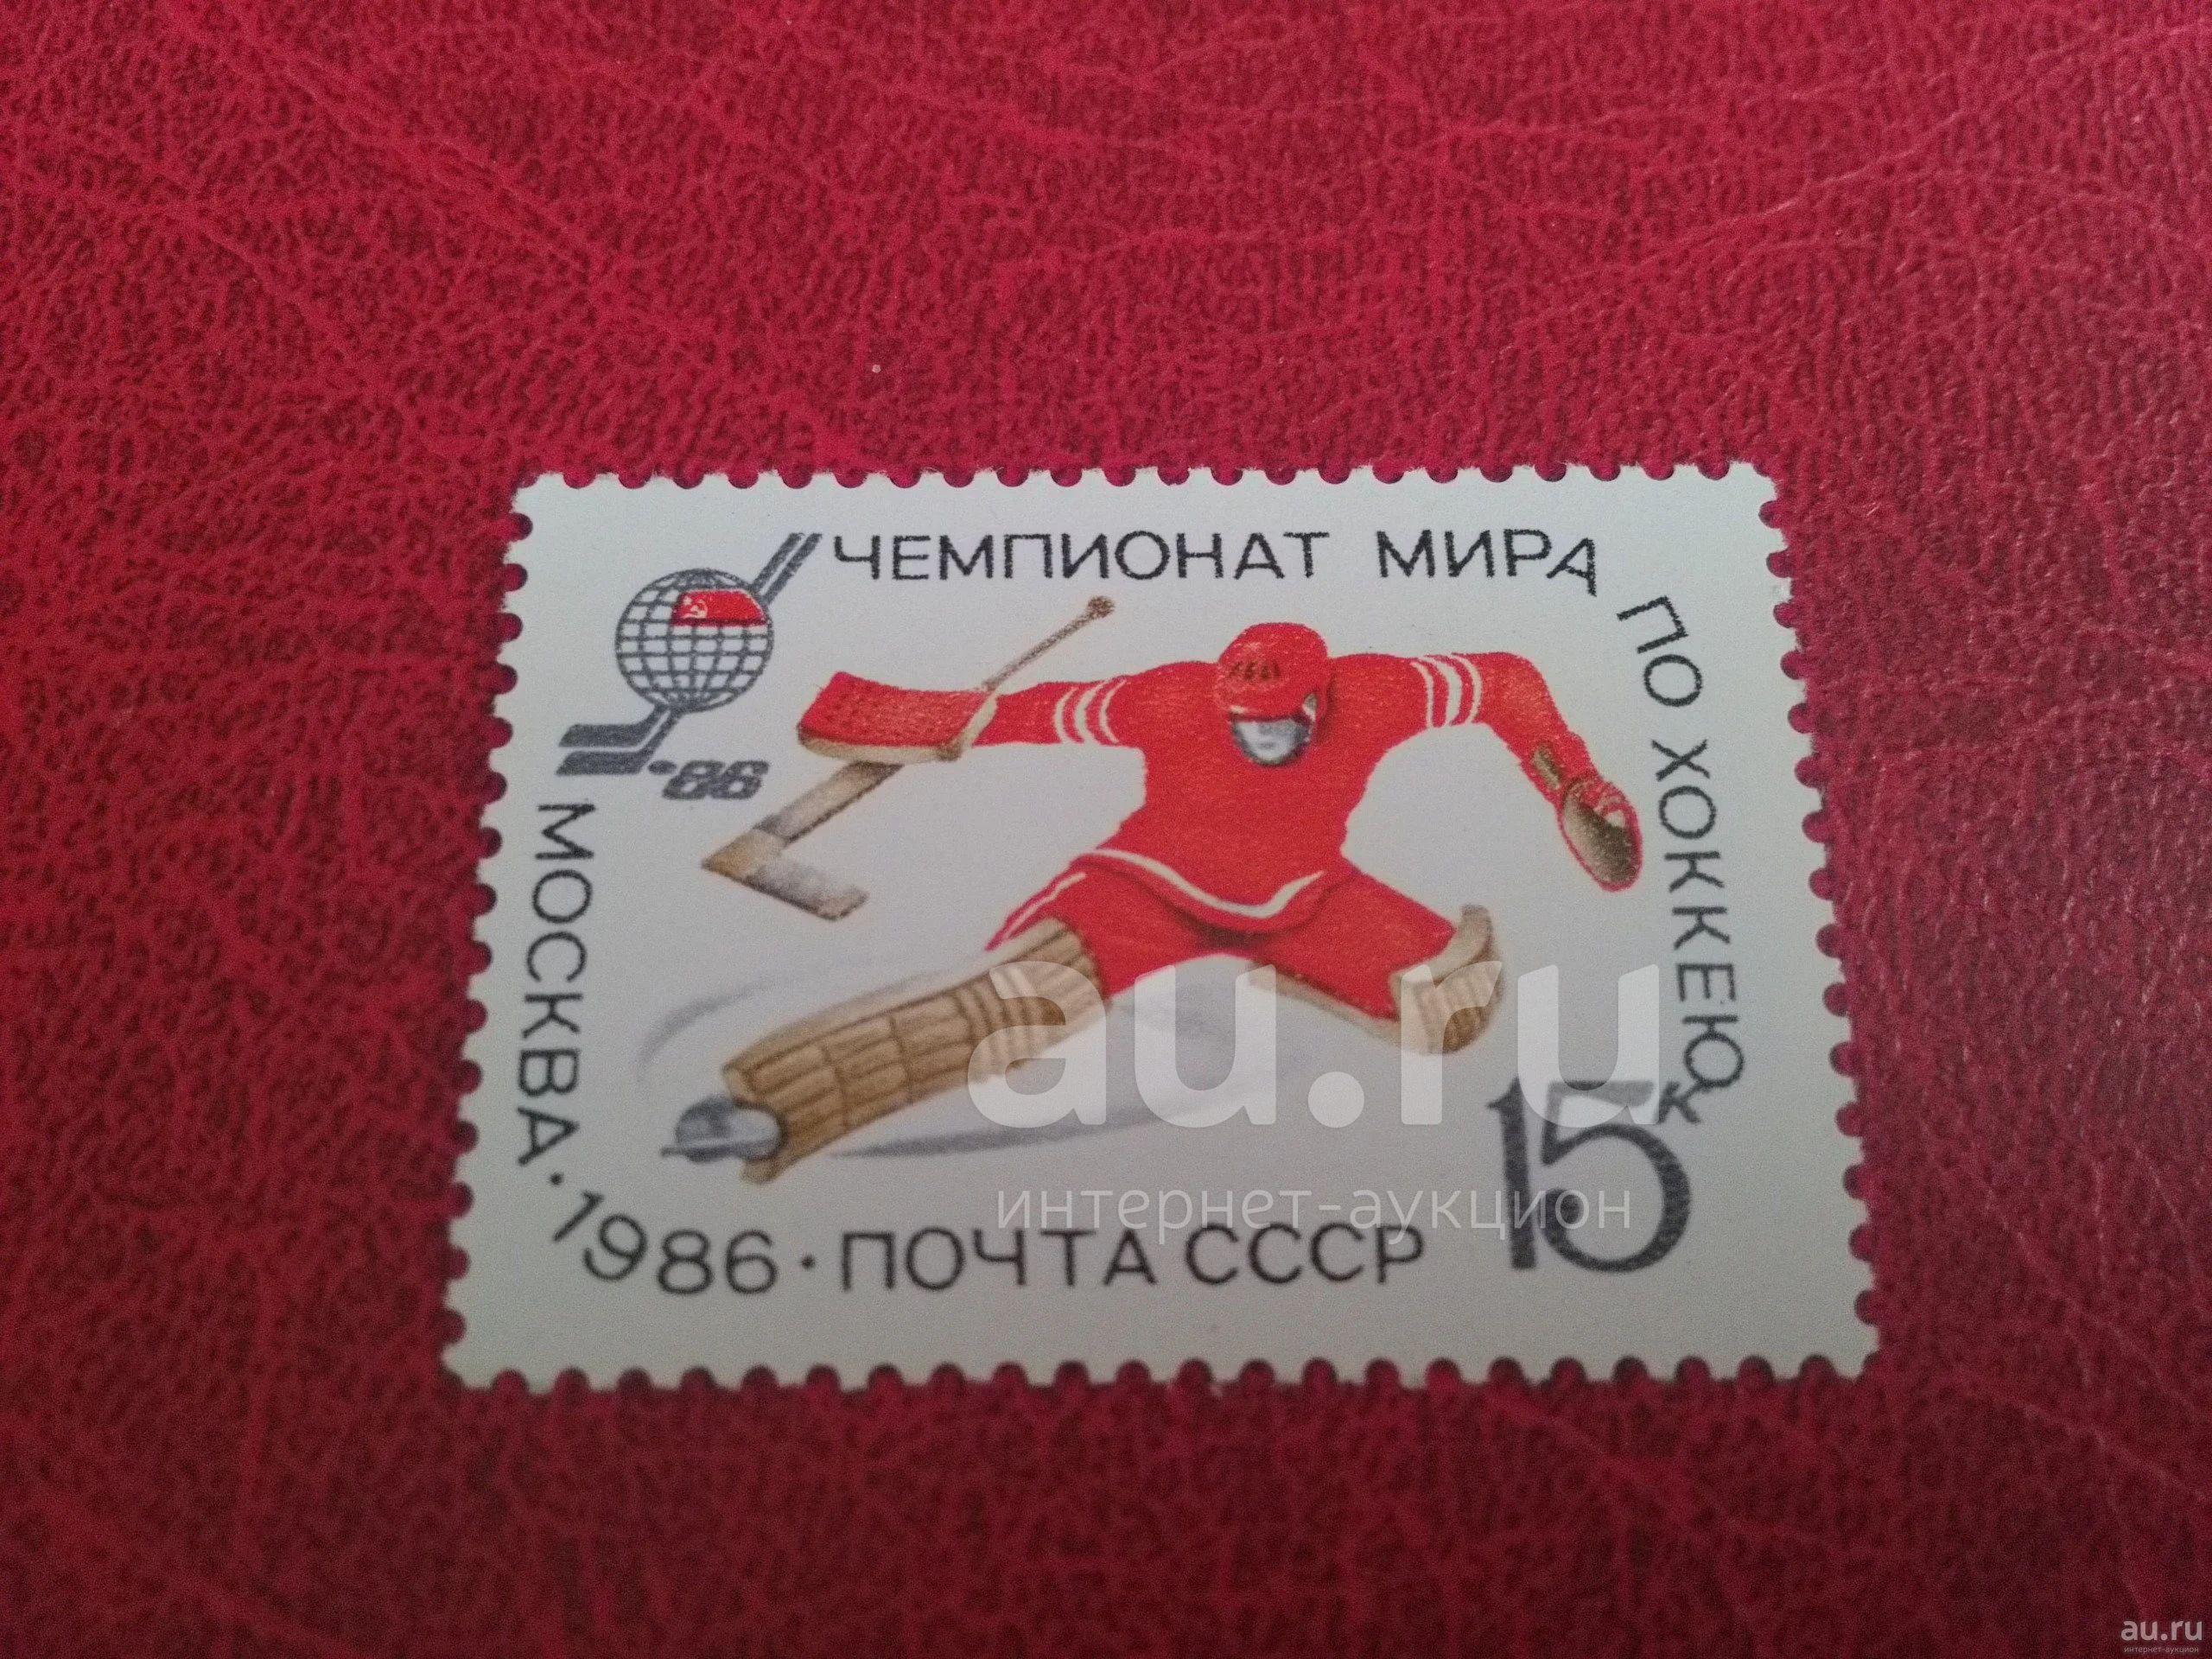 ЧЕМПИОНАТ МИРА ПО ХОККЕЮ
-86
МОСКВА·1986·ПОЧТА СССР
15к
au.ru
интернет-аукцион
au.ru
интернет-аукцион